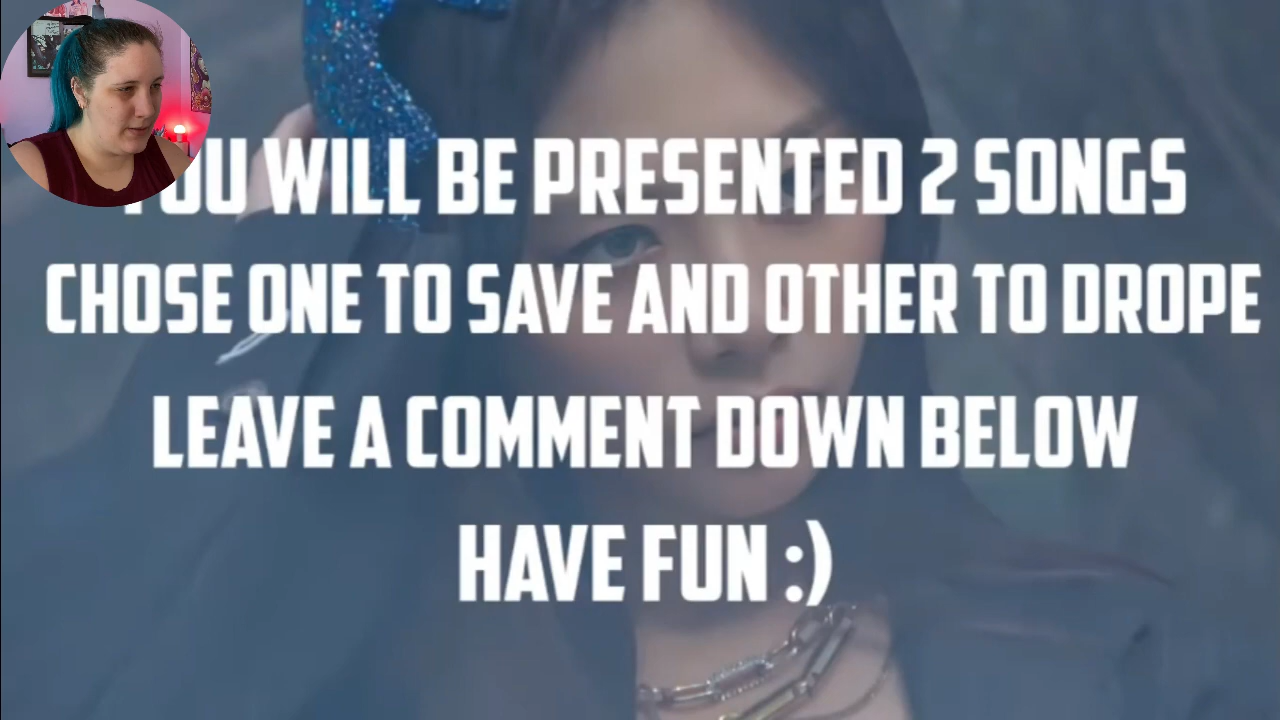 YOU WILL BE PRESENTED 2 SONGS
CHOSE ONE TO SAVE AND OTHER TO DROPE
LEAVE A COMMENT DOWN BELOW
HAVE FUN :)